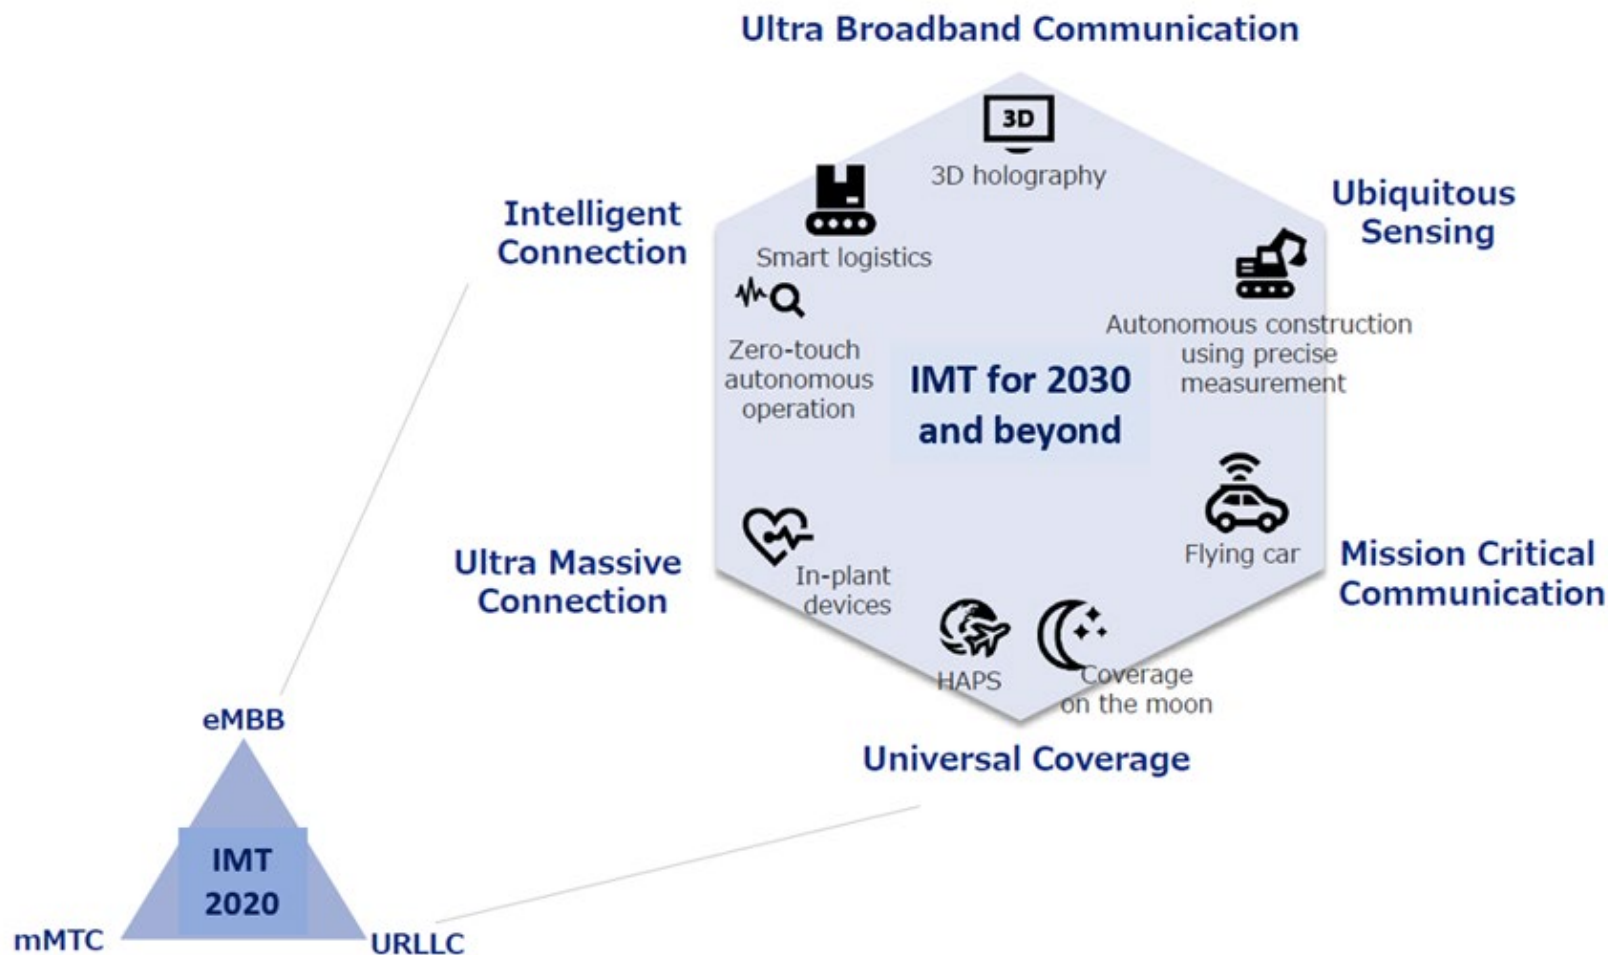 Ultra Broadband Communication
3D
3D holography
Intelligent
Connection
Ubiquitous
Sensing
Smart logistics
Zero-touch
autonomous
operation
Autonomous construction
using precise
measurement
IMT for 2030
and beyond
Ultra Massive
Connection
In-plant
devices
Flying car
Mission Critical
Communication
HAPS
Coverage
on the moon
Universal Coverage
eMBB
IMT
2020
mMTC
URLLC